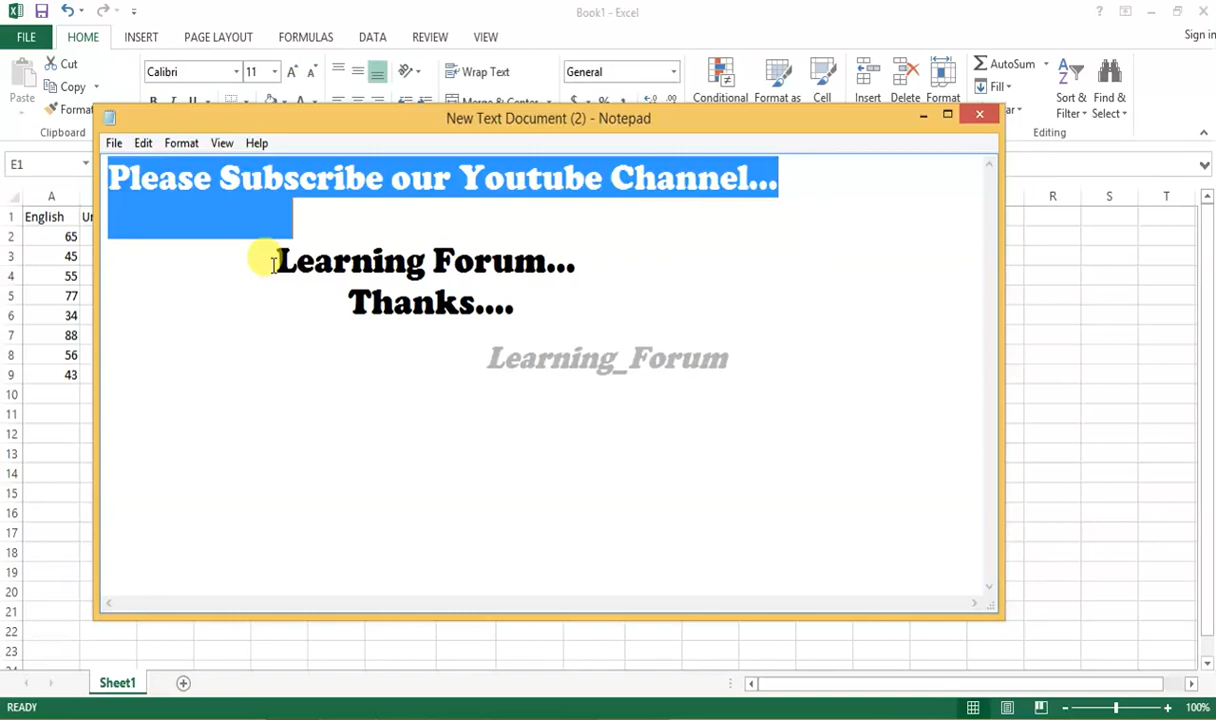 Book1 - Excel
Sign in
FILE HOME INSERT PAGE LAYOUT FORMULAS DATA REVIEW VIEW
Cut
Copy
Paste
Clipboard
Calibri 11
Wrap Text
General
Conditional Format as Cell
Insert Delete Format
AutoSum
Fill
Sort & Filter
Find & Select
Editing
New Text Document (2) - Notepad
File Edit Format View Help
Please Subscribe our Youtube Channel...
Learning Forum...
Thanks....
Learning_Forum
E1
A R S T
1 English
2 65
3 45
4 55
5 77
6 34
7 88
8 56
9 43
10
11
12
13
14
15
16
17
18
19
20
21
22
23
Sheet1
READY
100%